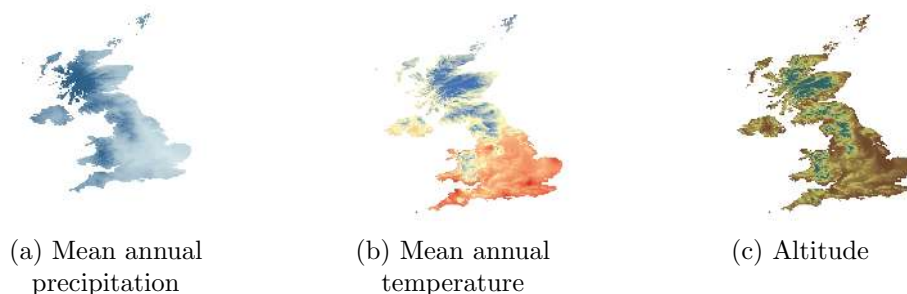 (a) Mean annual
precipitation
(b) Mean annual
temperature
(c) Altitude